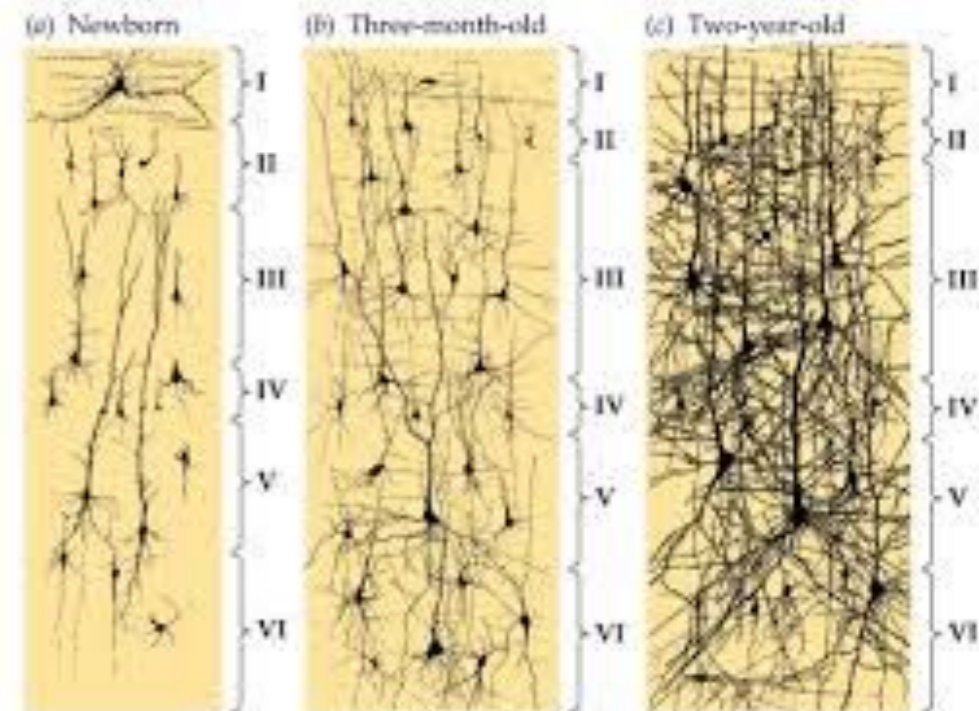 (a) Newborn
I
II
III
IV
V
VI
(b) Three-month-old
I
II
III
IV
V
VI
(c) Two-year-old
I
II
III
IV
V
VI